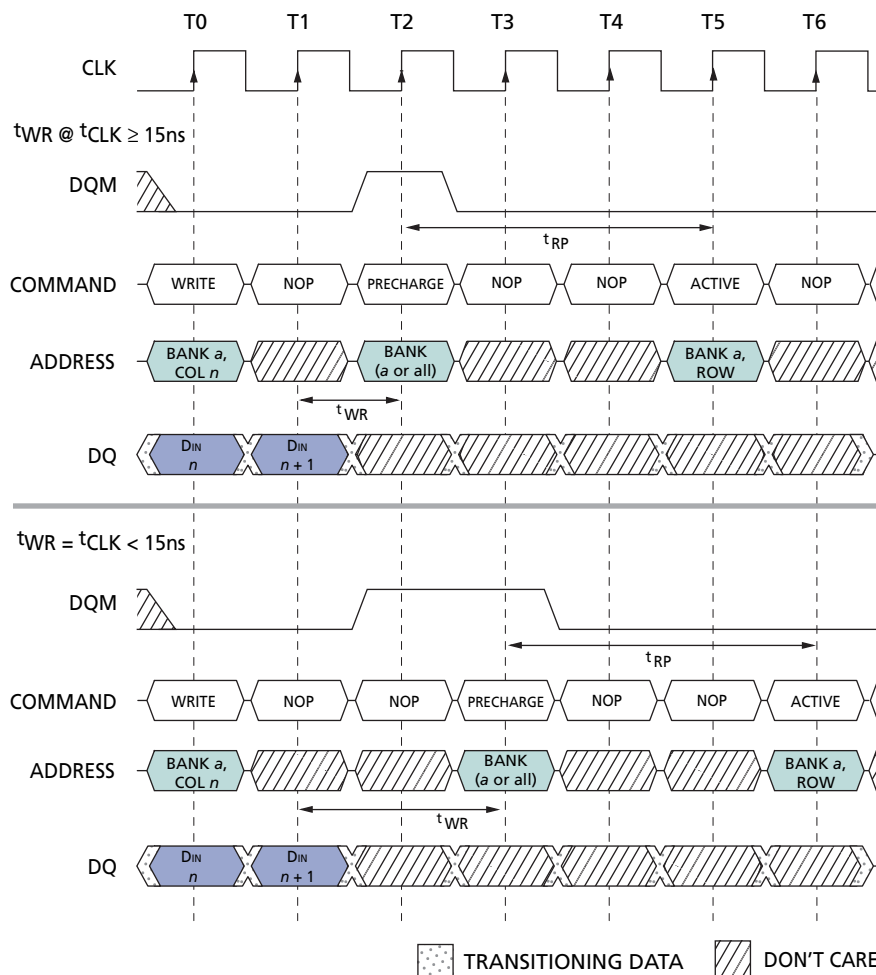 T0 T1 T2 T3 T4 T5 T6
CLK
tWR @ tCLK ≥ 15ns
DQM
tRP
COMMAND WRITE NOP PRECHARGE NOP NOP ACTIVE NOP
ADDRESS BANK a, COL n BANK (a or all) BANK a, ROW
tWR
DQ DIN n DIN n + 1
tWR = tCLK < 15ns
DQM
tRP
COMMAND WRITE NOP NOP PRECHARGE NOP NOP ACTIVE
ADDRESS BANK a, COL n BANK (a or all) BANK a, ROW
tWR
DQ DIN n DIN n + 1
TRANSITIONING DATA DON'T CARE